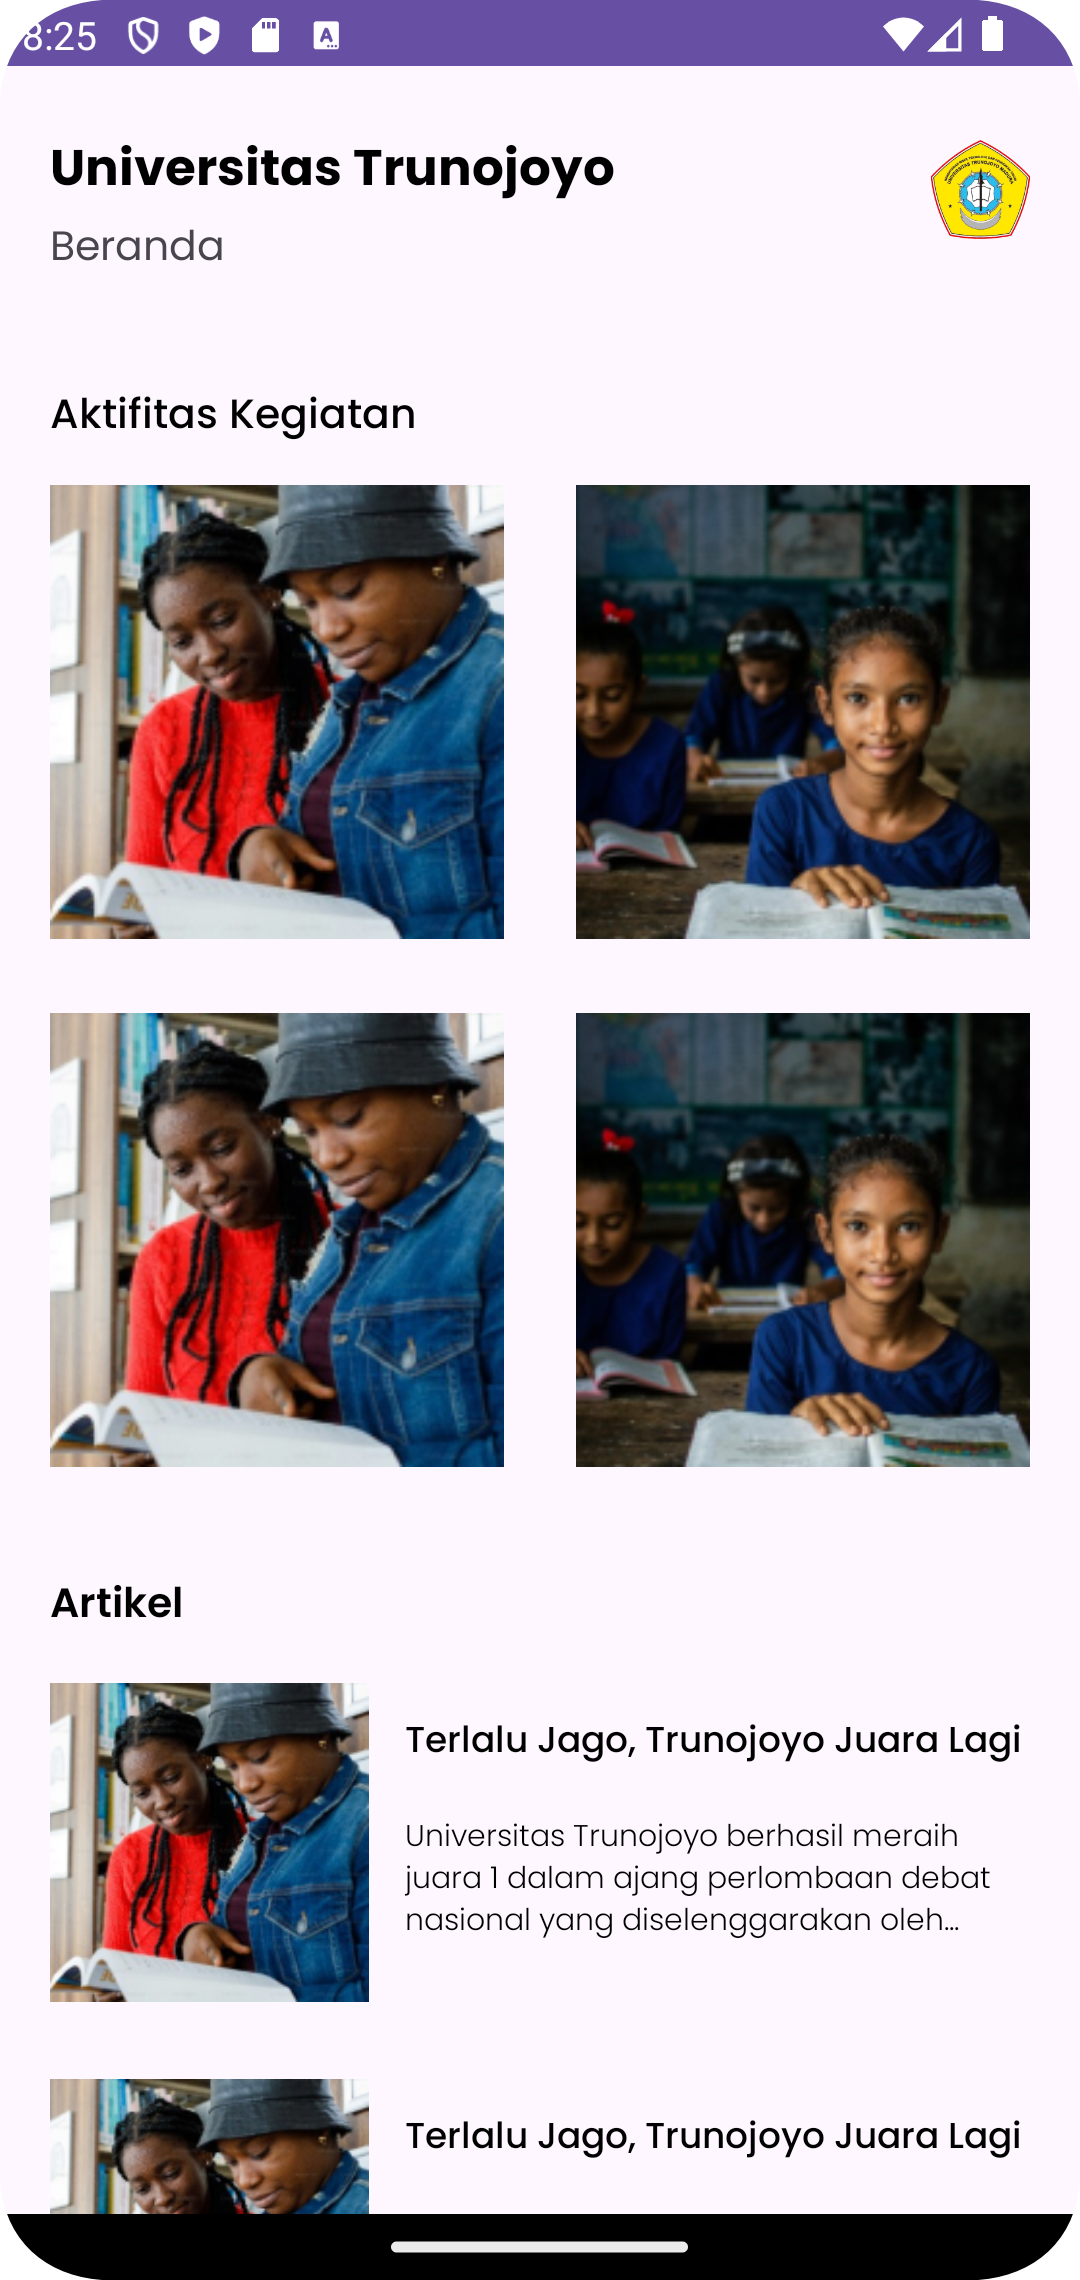 8:25
Universitas Trunojoyo
Beranda
Aktifitas Kegiatan
Artikel
Terlalu Jago, Trunojoyo Juara Lagi
Universitas Trunojoyo berhasil meraih
juara 1 dalam ajang perlombaan debat
nasional yang diselenggarakan oleh...
Terlalu Jago, Trunojoyo Juara Lagi